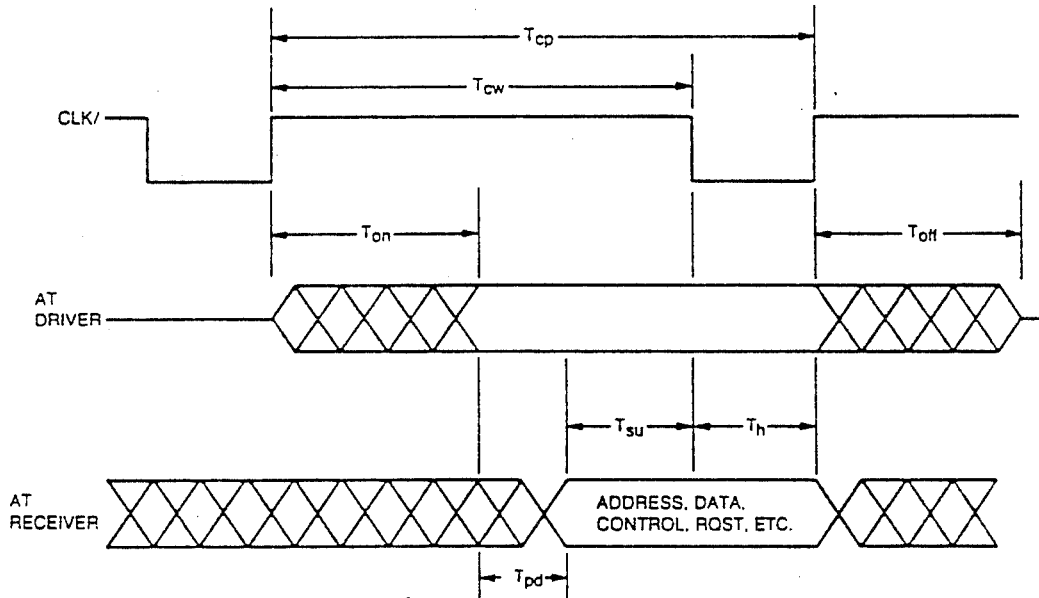 Tcp
Tcw
CLK/
Ton
Toff
AT
DRIVER
Tsu
Th
AT
RECEIVER
ADDRESS, DATA,
CONTROL, RQST, ETC.
Tpd